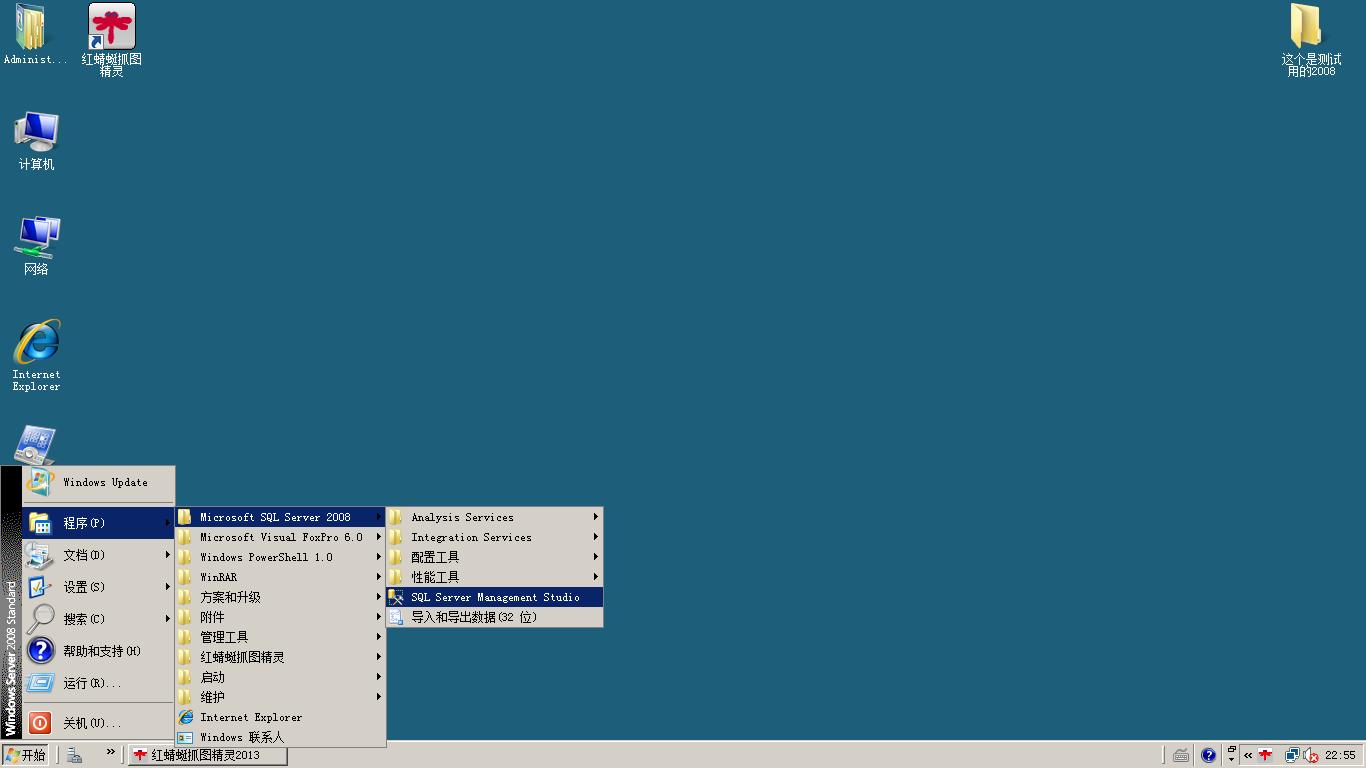 Administ...
红蜻蜓抓图
精灵
这个是测试
用的2008
计算机
网络
Internet
Explorer
Windows Server 2008 Standard
Windows Update
程序(P)
文档(D)
设置(S)
搜索(C)
帮助和支持(H)
运行(R)...
关机(U)...
Microsoft SQL Server 2008
Microsoft Visual FoxPro 6.0
Windows PowerShell 1.0
WinRAR
方案和升级
附件
管理工具
红蜻蜓抓图精灵
启动
维护
Internet Explorer
Windows 联系人
Analysis Services
Integration Services
配置工具
性能工具
SQL Server Management Studio
导入和导出数据(32 位)
开始
红蜻蜓抓图精灵2013
22:55